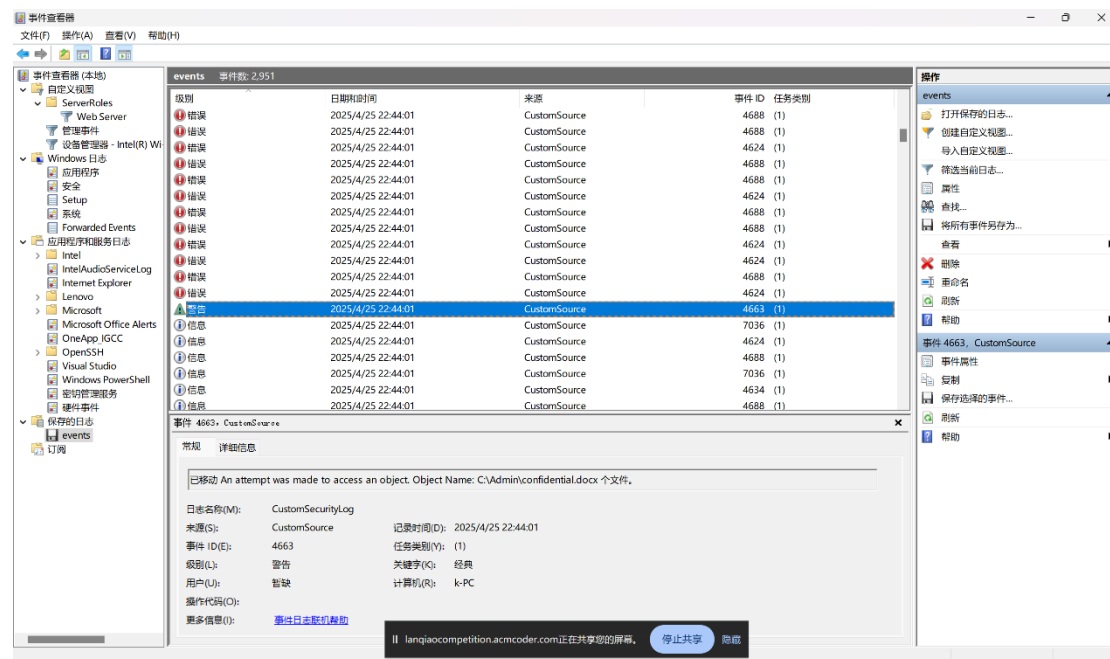 事件查看器
文件(F) 操作(A) 查看(V) 帮助(H)
事件查看器 (本地)
自定义视图
ServerRoles
Web Server
管理事件
设备管理器 - Intel(R) Wi-
Windows 日志
应用程序
安全
Setup
系统
Forwarded Events
应用程序和服务日志
Intel
IntelAudioServiceLog
Internet Explorer
Lenovo
Microsoft
Microsoft Office Alerts
OneApp_IGCC
OpenSSH
Visual Studio
Windows PowerShell
密钥管理服务
硬件事件
保存的日志
events
订阅
events 事件数: 2,951
级别 日期和时间 来源 事件 ID 任务类别
错误 2025/4/25 22:44:01 CustomSource 4688 (1)
错误 2025/4/25 22:44:01 CustomSource 4688 (1)
错误 2025/4/25 22:44:01 CustomSource 4624 (1)
错误 2025/4/25 22:44:01 CustomSource 4688 (1)
错误 2025/4/25 22:44:01 CustomSource 4688 (1)
错误 2025/4/25 22:44:01 CustomSource 4624 (1)
错误 2025/4/25 22:44:01 CustomSource 4688 (1)
错误 2025/4/25 22:44:01 CustomSource 4688 (1)
错误 2025/4/25 22:44:01 CustomSource 4624 (1)
错误 2025/4/25 22:44:01 CustomSource 4624 (1)
错误 2025/4/25 22:44:01 CustomSource 4688 (1)
错误 2025/4/25 22:44:01 CustomSource 4624 (1)
警告 2025/4/25 22:44:01 CustomSource 4663 (1)
信息 2025/4/25 22:44:01 CustomSource 7036 (1)
信息 2025/4/25 22:44:01 CustomSource 4624 (1)
信息 2025/4/25 22:44:01 CustomSource 4688 (1)
信息 2025/4/25 22:44:01 CustomSource 7036 (1)
信息 2025/4/25 22:44:01 CustomSource 4634 (1)
信息 2025/4/25 22:44:01 CustomSource 4688 (1)
事件 4663，CustomSource
常规 详细信息
已移动 An attempt was made to access an object. Object Name: C:\Admin\confidential.docx 个文件。
日志名称(M): CustomSecurityLog
来源(S): CustomSource 记录时间(D): 2025/4/25 22:44:01
事件 ID(E): 4663 任务类别(Y): (1)
级别(L): 警告 关键字(K): 经典
用户(U): 暂缺 计算机(R): k-PC
操作代码(O):
更多信息(I): 事件日志联机帮助
操作
events
打开保存的日志...
创建自定义视图...
导入自定义视图...
筛选当前日志...
属性
查找...
将所有事件另存为...
查看
删除
重命名
刷新
帮助
事件 4663，CustomSource
事件属性
复制
保存选择的事件...
刷新
帮助
lanqiaocompetition.acmcoder.com正在共享您的屏幕。 停止共享 隐藏